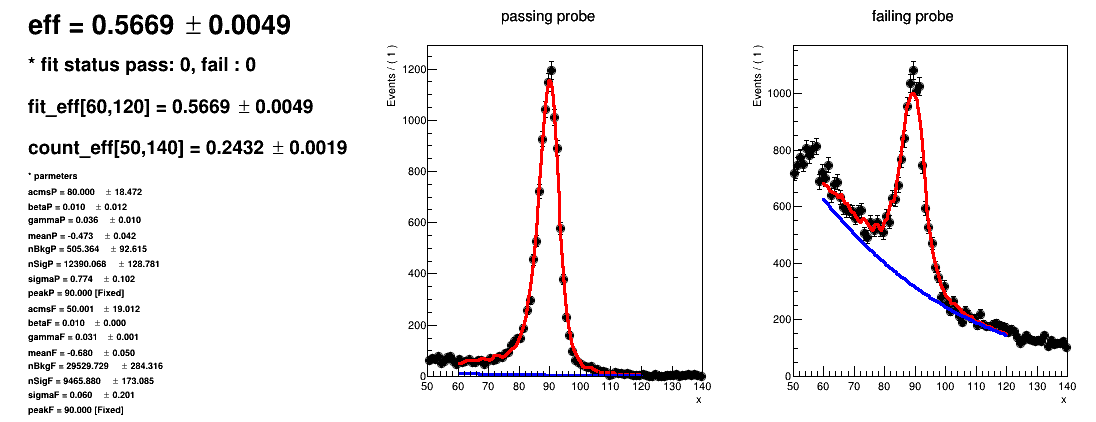 eff = 0.5669 ± 0.0049
* fit status pass: 0, fail : 0
fit_eff[60,120] = 0.5669 ± 0.0049
count_eff[50,140] = 0.2432 ± 0.0019
* parmeters
acmsP = 80.000 ± 18.472
betaP = 0.010 ± 0.012
gammaP = 0.036 ± 0.010
meanP = -0.473 ± 0.042
nBkgP = 505.364 ± 92.615
nSigP = 12390.068 ± 128.781
sigmaP = 0.774 ± 0.102
peakP = 90.000 [Fixed]
acmsF = 50.001 ± 19.012
betaF = 0.010 ± 0.000
gammaF = 0.031 ± 0.001
meanF = -0.680 ± 0.050
nBkgF = 29529.729 ± 284.316
nSigF = 9465.880 ± 173.085
sigmaF = 0.060 ± 0.201
peakF = 90.000 [Fixed]
passing probe
Events / ( 1 )
1200
1000
800
600
400
200
0
50 60 70 80 90 100 110 120 130 140
x
failing probe
Events / ( 1 )
1000
800
600
400
200
0
50 60 70 80 90 100 110 120 130 140
x